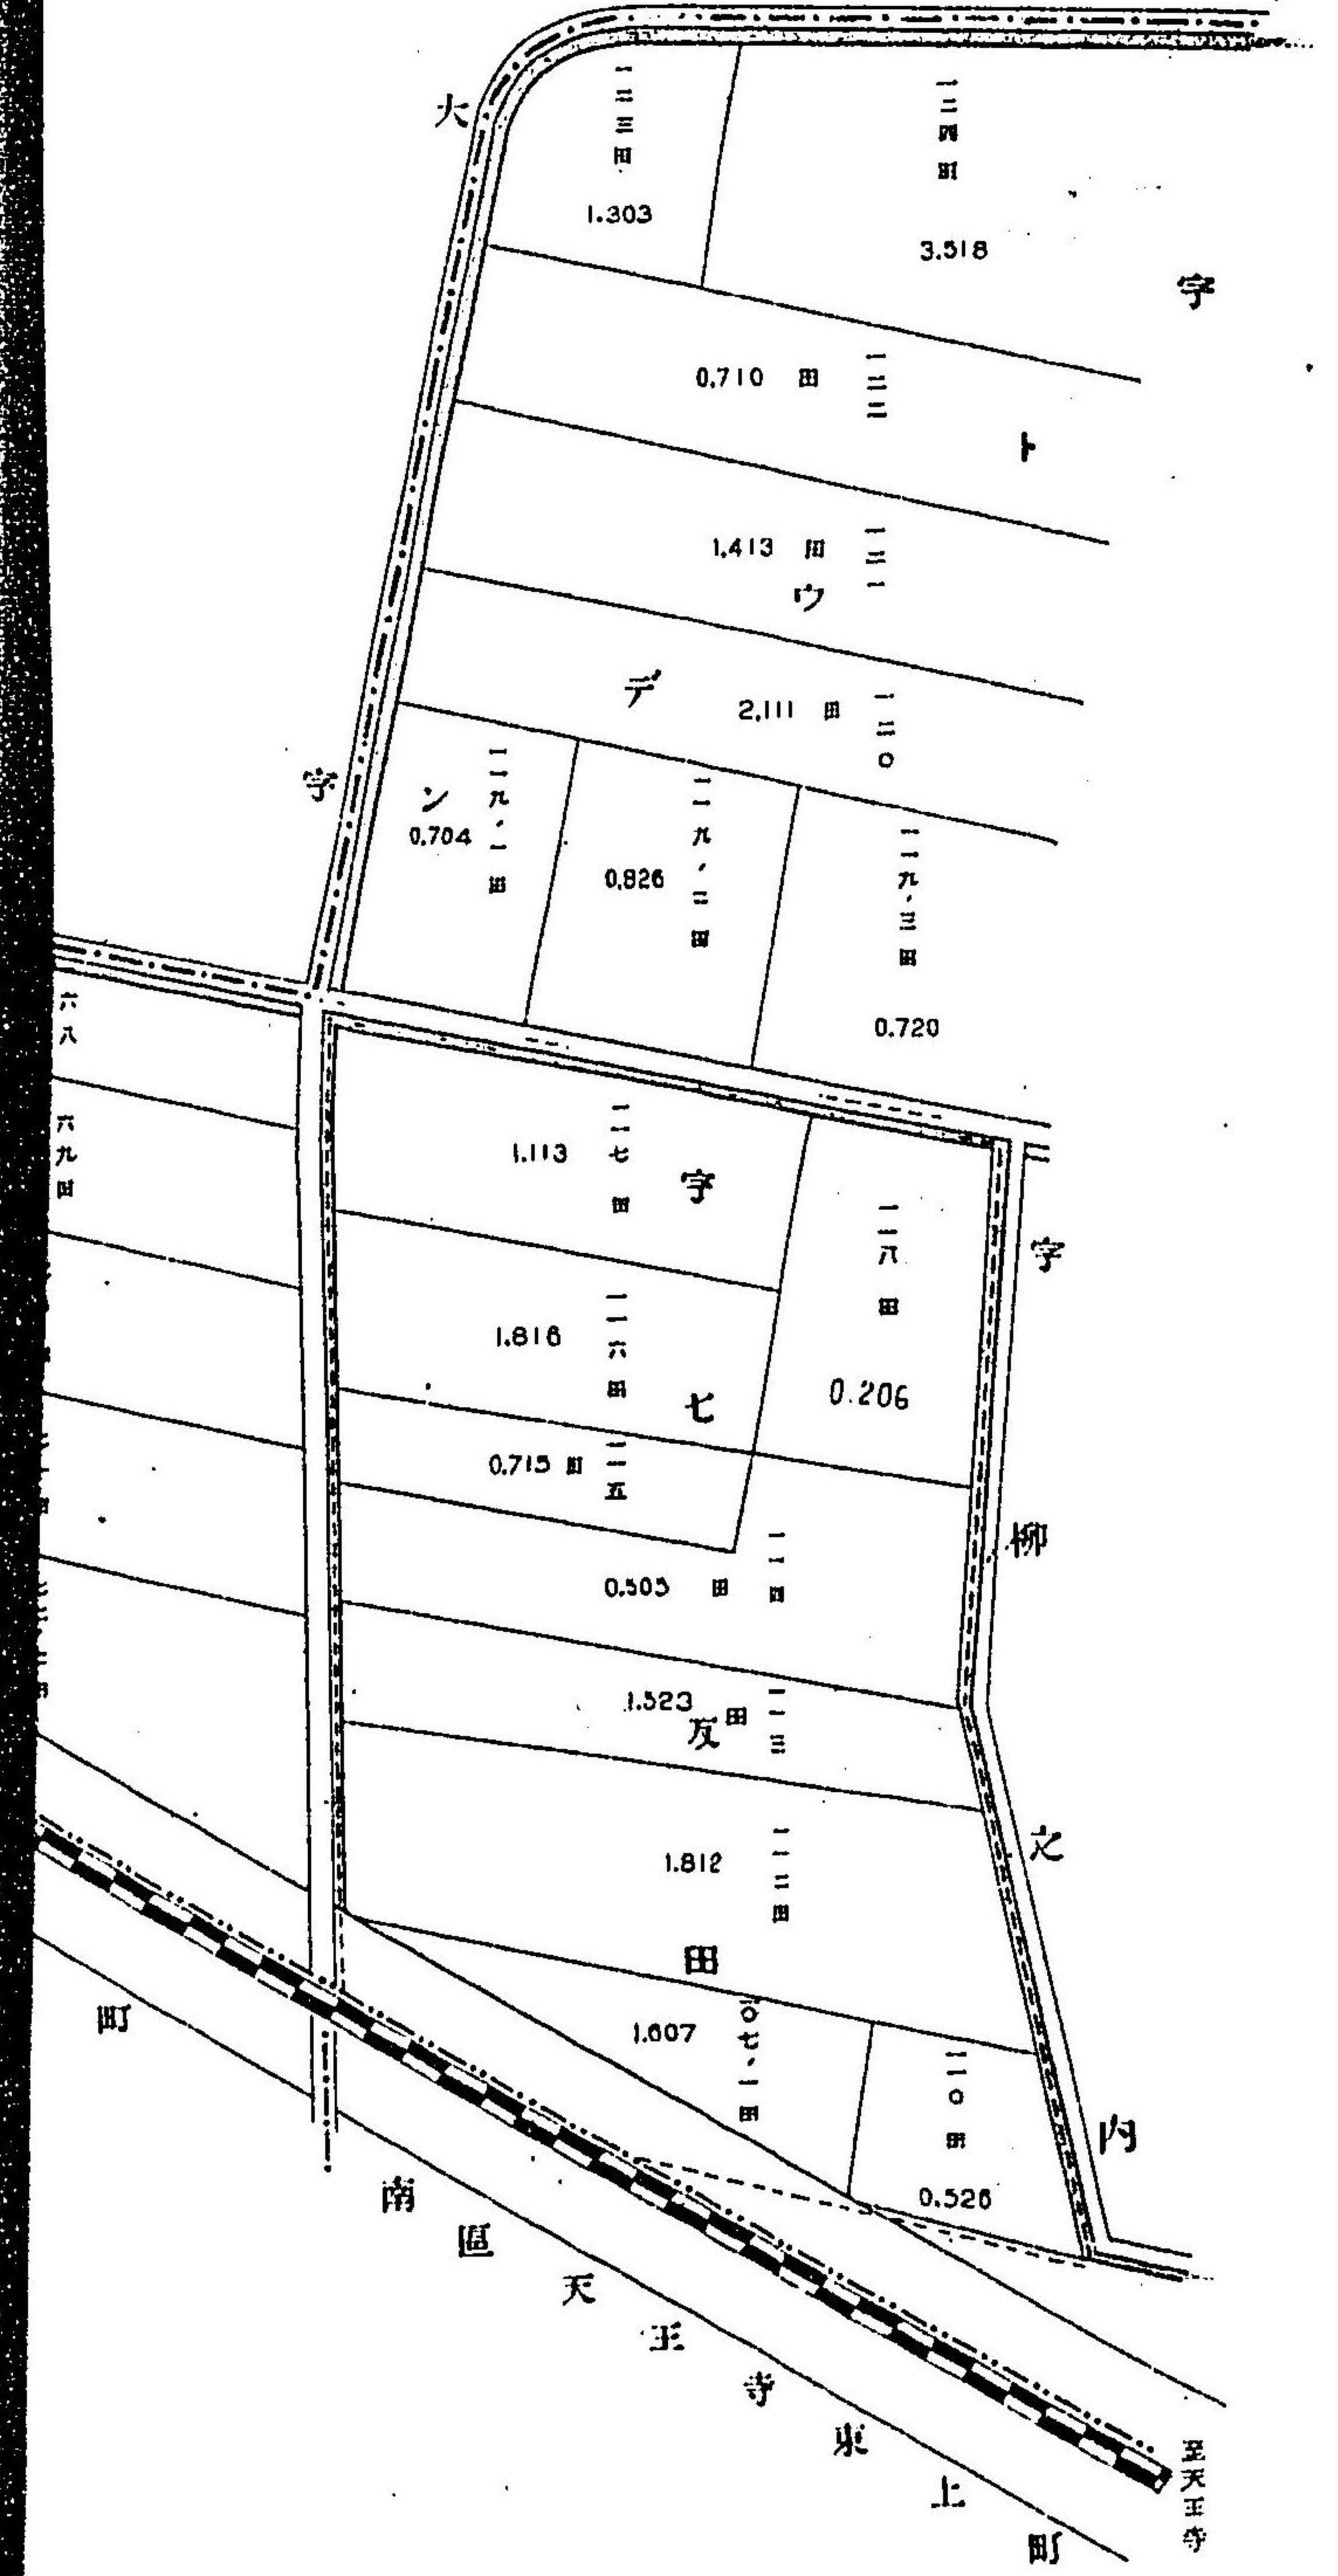 大字
字トウデン
一二四田
3.518
一二三田
1.303
一二二
田
0.710
一二一
田
1.413
一二〇
田
2.111
一一九ノ三田
0.720
一一九ノ二田
0.826
一一九ノ一田
0.704
字七反田
一一八田
0.206
一一七田
1.113
一一六田
1.816
一一五
田
0.715
一一四
田
0.505
一一三
田
1.523
一一二田
1.812
1.607
一一〇田
0.526
字柳之内
六八
六九田
町
南區天王寺東上町
至天王寺